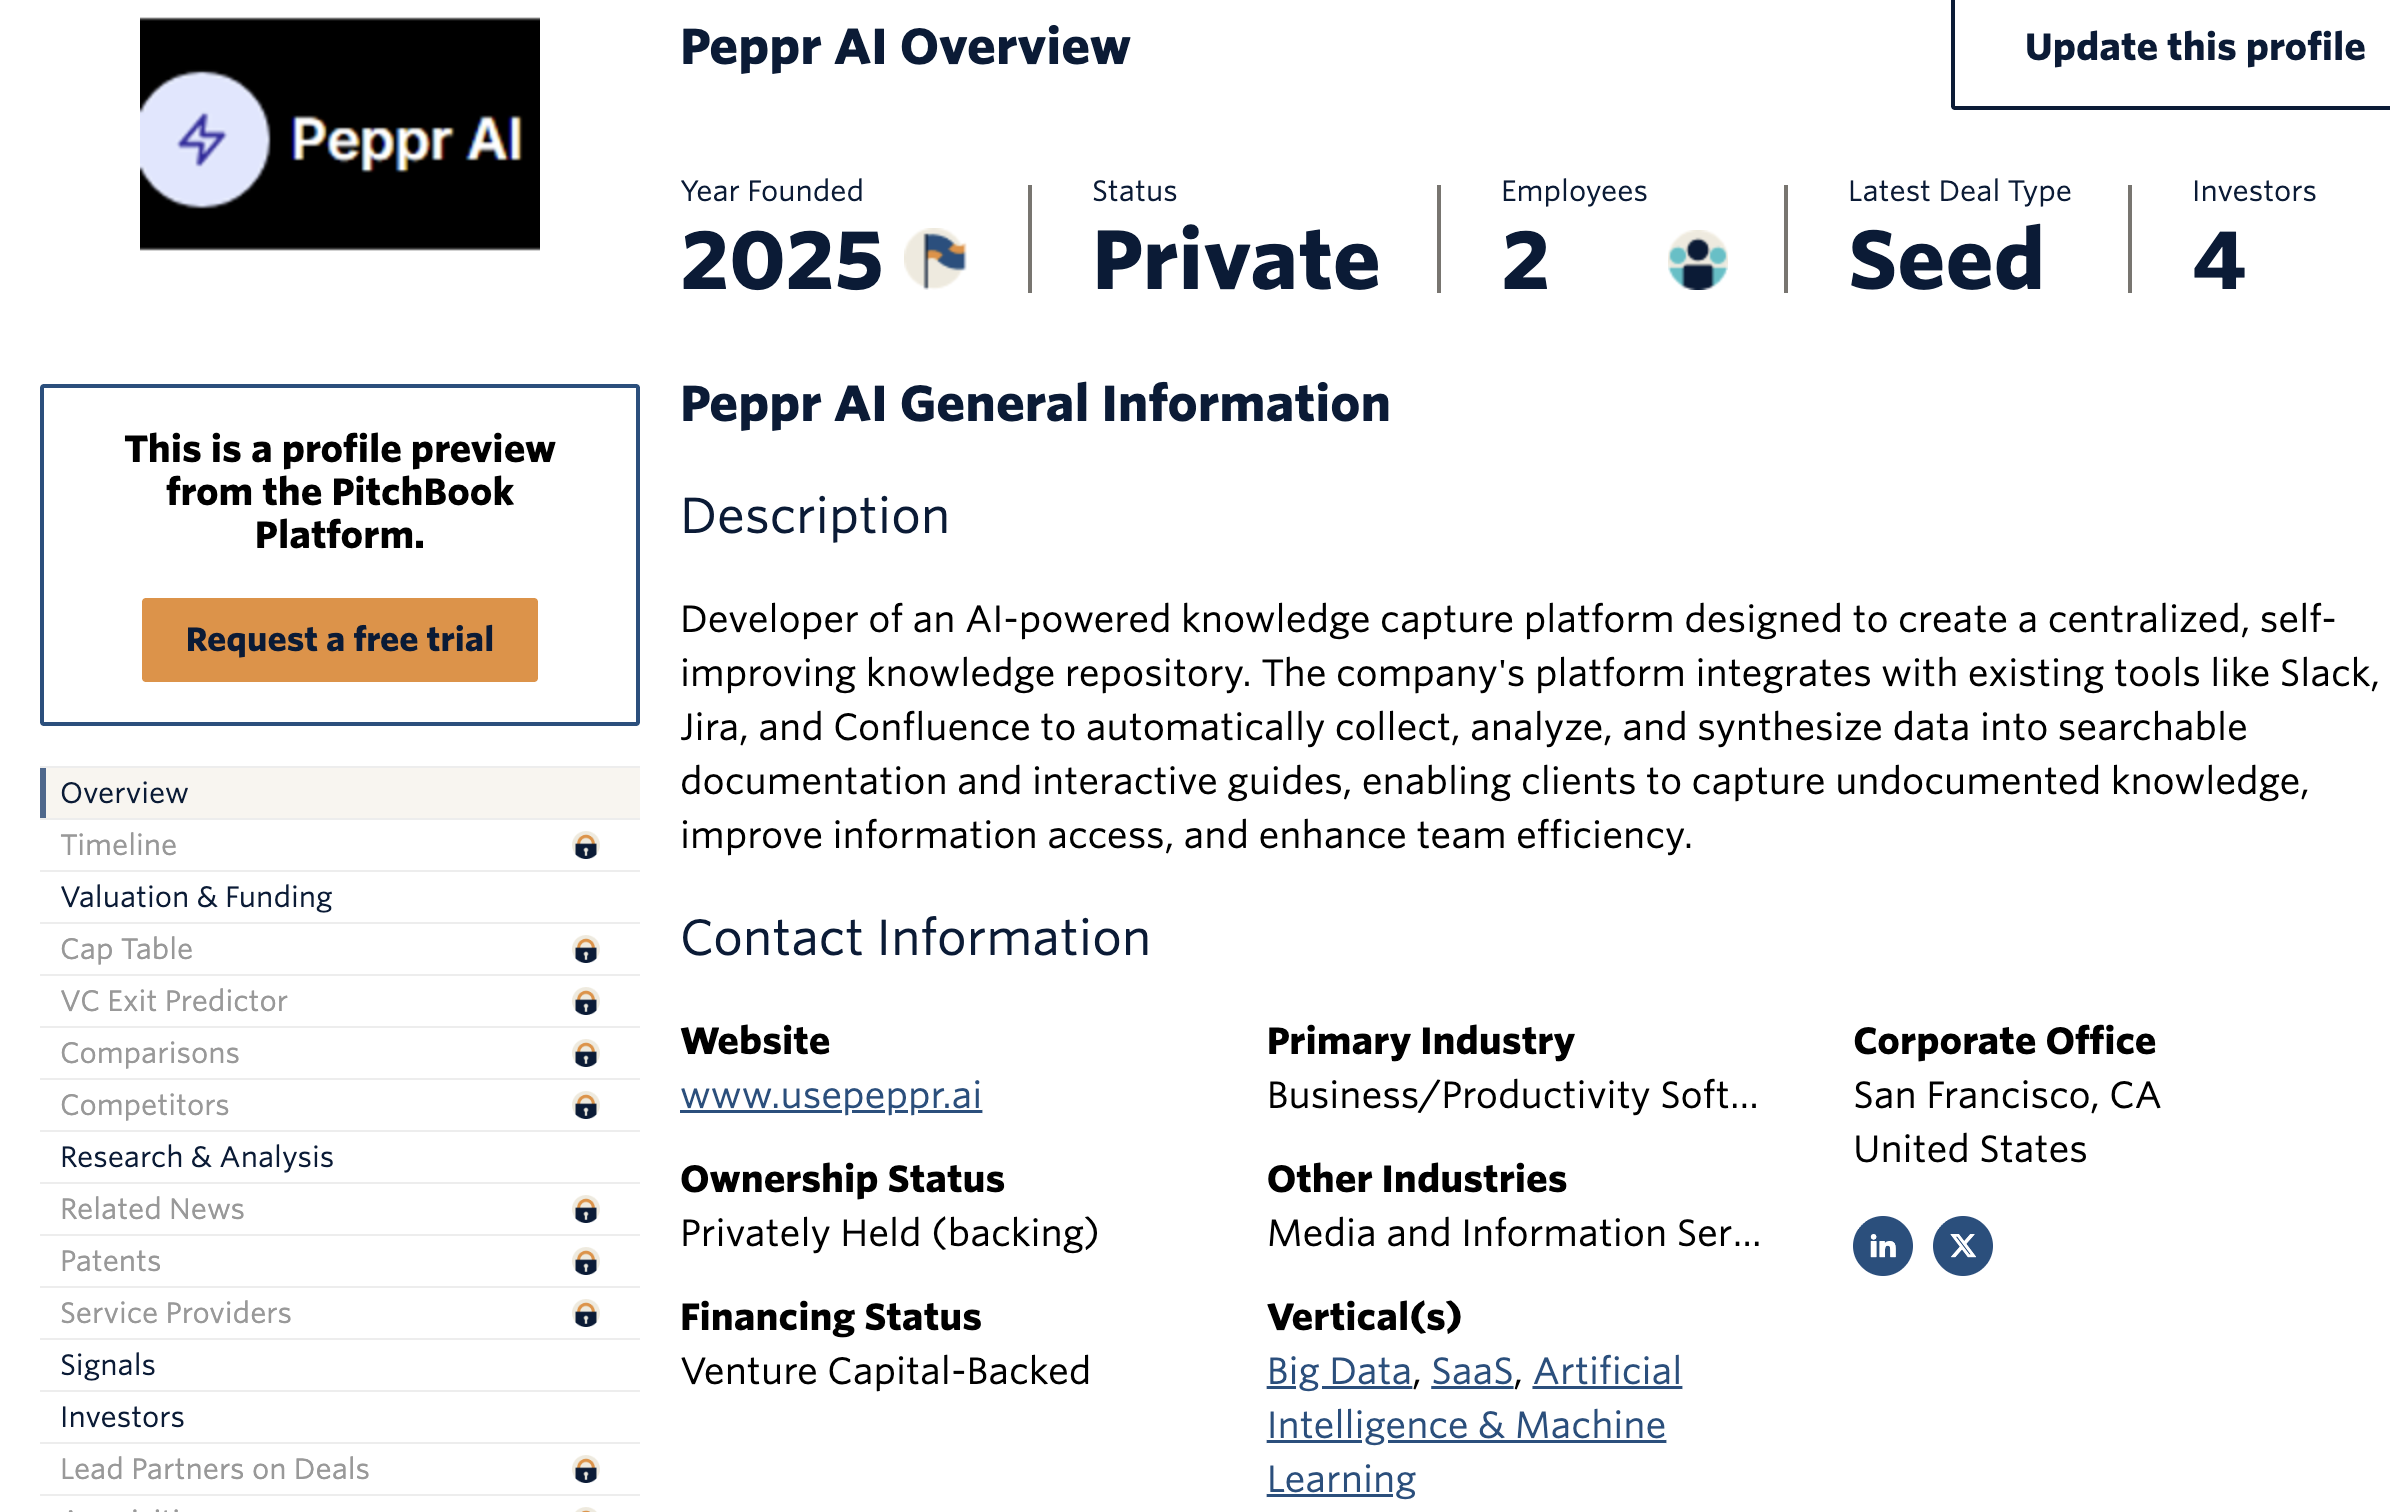 Peppr AI
Peppr AI Overview
Update this profile
Year Founded
2025
Status
Private
Employees
2
Latest Deal Type
Seed
Investors
4
This is a profile preview
from the PitchBook
Platform.
Request a free trial
Overview
Timeline
Valuation & Funding
Cap Table
VC Exit Predictor
Comparisons
Competitors
Research & Analysis
Related News
Patents
Service Providers
Signals
Investors
Lead Partners on Deals
Peppr AI General Information
Description
Developer of an AI-powered knowledge capture platform designed to create a centralized, self-
improving knowledge repository. The company's platform integrates with existing tools like Slack,
Jira, and Confluence to automatically collect, analyze, and synthesize data into searchable
documentation and interactive guides, enabling clients to capture undocumented knowledge,
improve information access, and enhance team efficiency.
Contact Information
Website
www.usepeppr.ai
Ownership Status
Privately Held (backing)
Financing Status
Venture Capital-Backed
Primary Industry
Business/Productivity Soft...
Other Industries
Media and Information Ser...
Vertical(s)
Big Data, SaaS, Artificial
Intelligence & Machine
Learning
Corporate Office
San Francisco, CA
United States
in
X